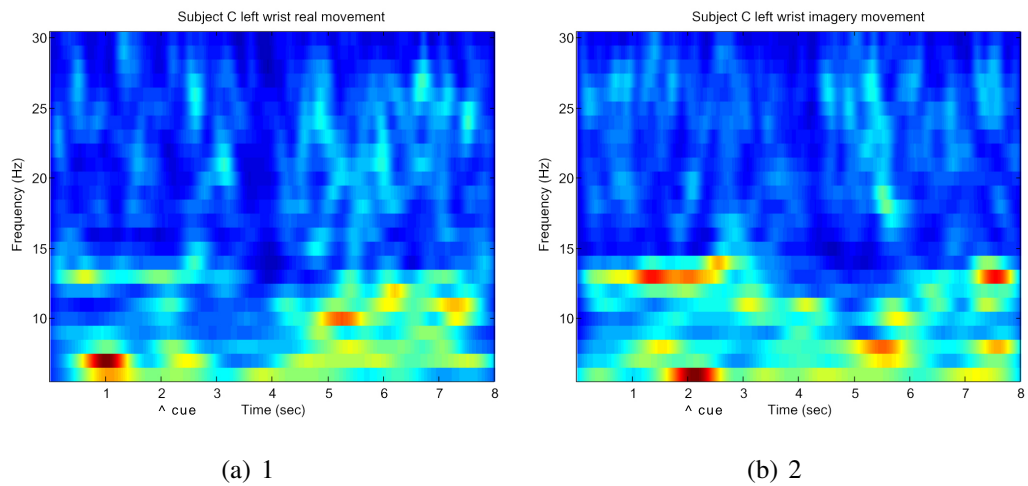 Subject C left wrist real movement
30
25
20
15
10
Frequency (Hz)
1 2 3 4 5 6 7 8
^ cue Time (sec)
(a) 1
Subject C left wrist imagery movement
30
25
20
15
10
Frequency (Hz)
1 2 3 4 5 6 7 8
^ cue Time (sec)
(b) 2